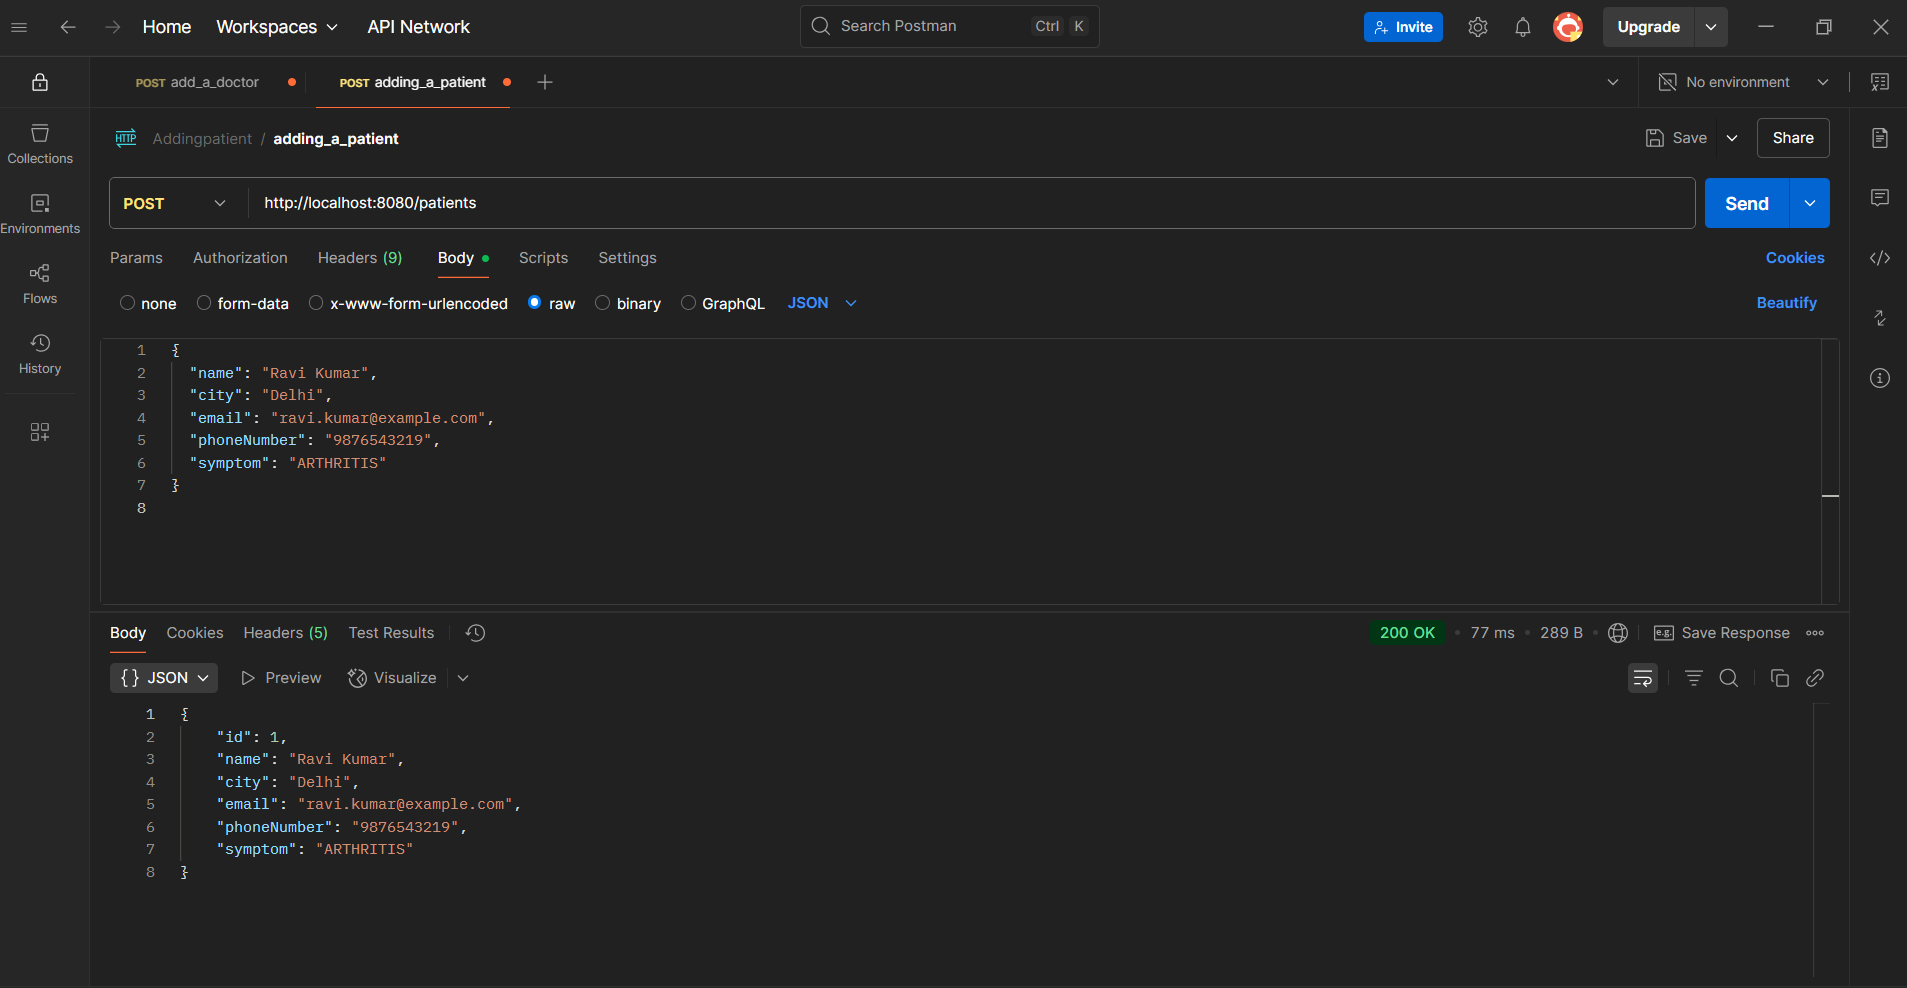 Home Workspaces API Network Search Postman Ctrl K Invite Upgrade
POST add_a_doctor POST adding_a_patient No environment
HTTP Addingpatient / adding_a_patient Save Share
Collections
POST http://localhost:8080/patients Send
Environments
Params Authorization Headers (9) Body Scripts Settings Cookies
Flows
none form-data x-www-form-urlencoded raw binary GraphQL JSON Beautify
History
1 {
2 "name": "Ravi Kumar",
3 "city": "Delhi",
4 "email": "ravi.kumar@example.com",
5 "phoneNumber": "9876543219",
6 "symptom": "ARTHRITIS"
7 }
8
Body Cookies Headers (5) Test Results 200 OK • 77 ms • 289 B • e.g. Save Response
{} JSON Preview Visualize
1 {
2 "id": 1,
3 "name": "Ravi Kumar",
4 "city": "Delhi",
5 "email": "ravi.kumar@example.com",
6 "phoneNumber": "9876543219",
7 "symptom": "ARTHRITIS"
8 }